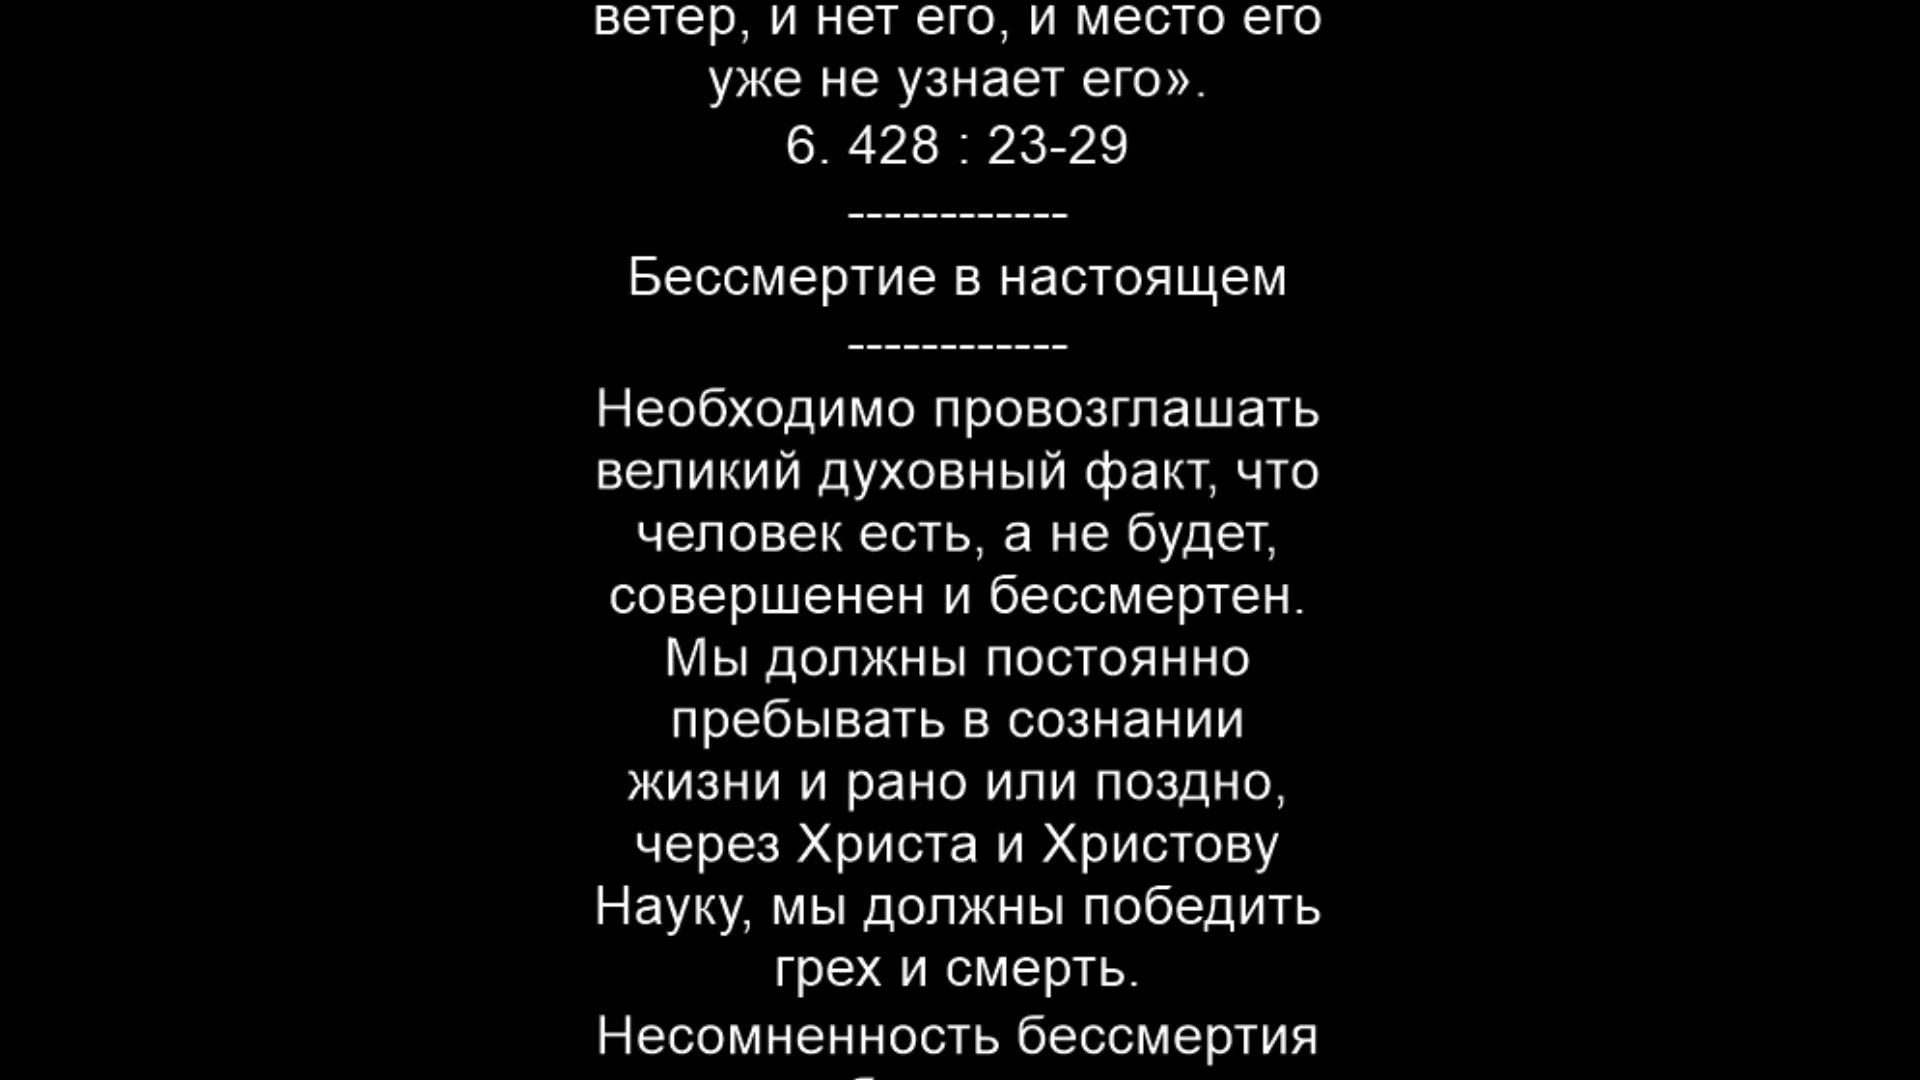 ветер, и нет его, и место его
уже не узнает его».
6. 428 : 23-29
------------
Бессмертие в настоящем
------------
Необходимо провозглашать
великий духовный факт, что
человек есть, а не будет,
совершенен и бессмертен.
Мы должны постоянно
пребывать в сознании
жизни и рано или поздно,
через Христа и Христову
Науку, мы должны победить
грех и смерть.
Несомненность бессмертия